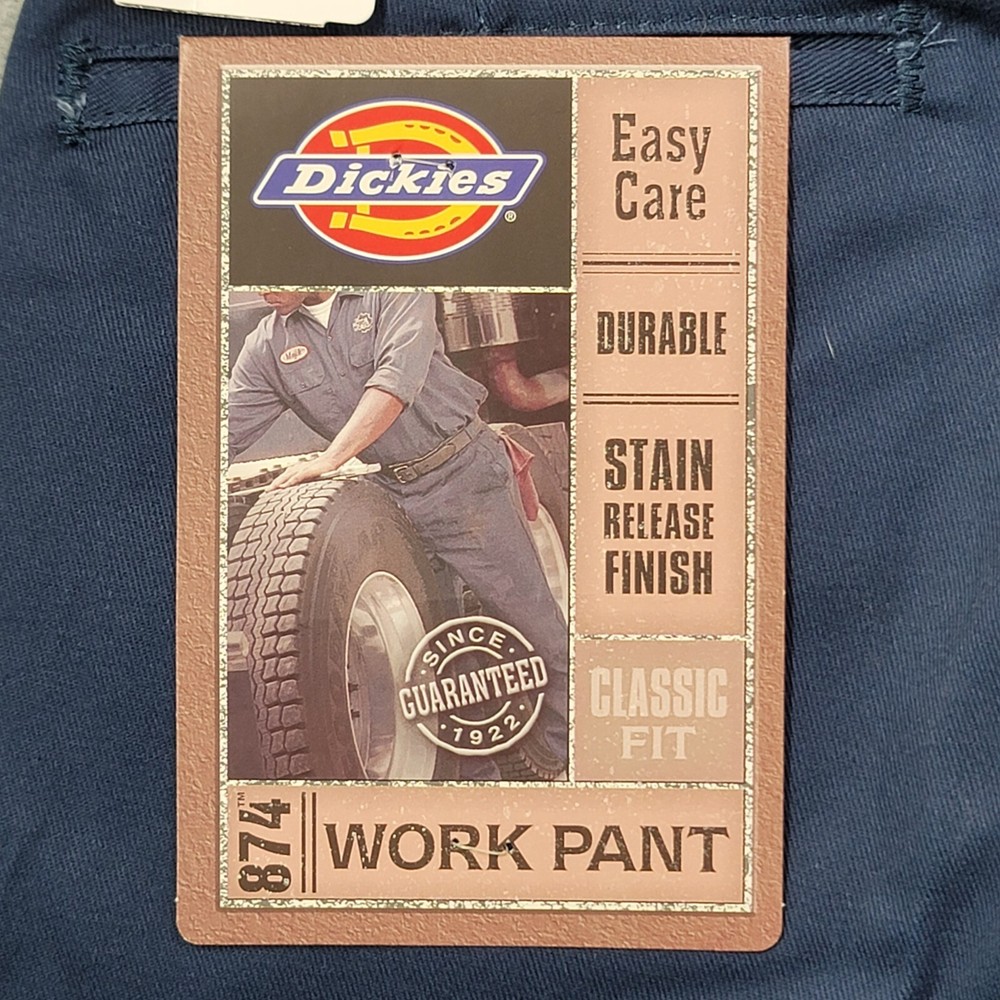 Dickies®
Easy
Care
DURABLE
STAIN
RELEASE
FINISH
CLASSIC
FIT
· SINCE ·
GUARANTEED
· 1922 ·
874™
WORK PANT